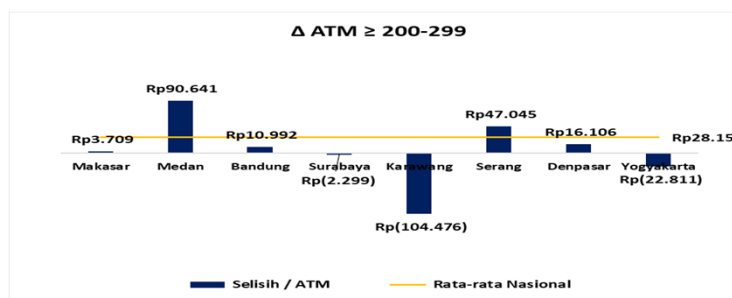 Δ ATM ≥ 200-299
Rp90.641
Rp47.045
Rp3.709
Rp10.992
Rp16.106
Rp28.15
Makasar
Medan
Bandung
Surabaya
Karawang
Serang
Denpasar
Yogyakarta
Rp(2.299)
Rp(22.811)
Rp(104.476)
Selisih / ATM
Rata-rata Nasional